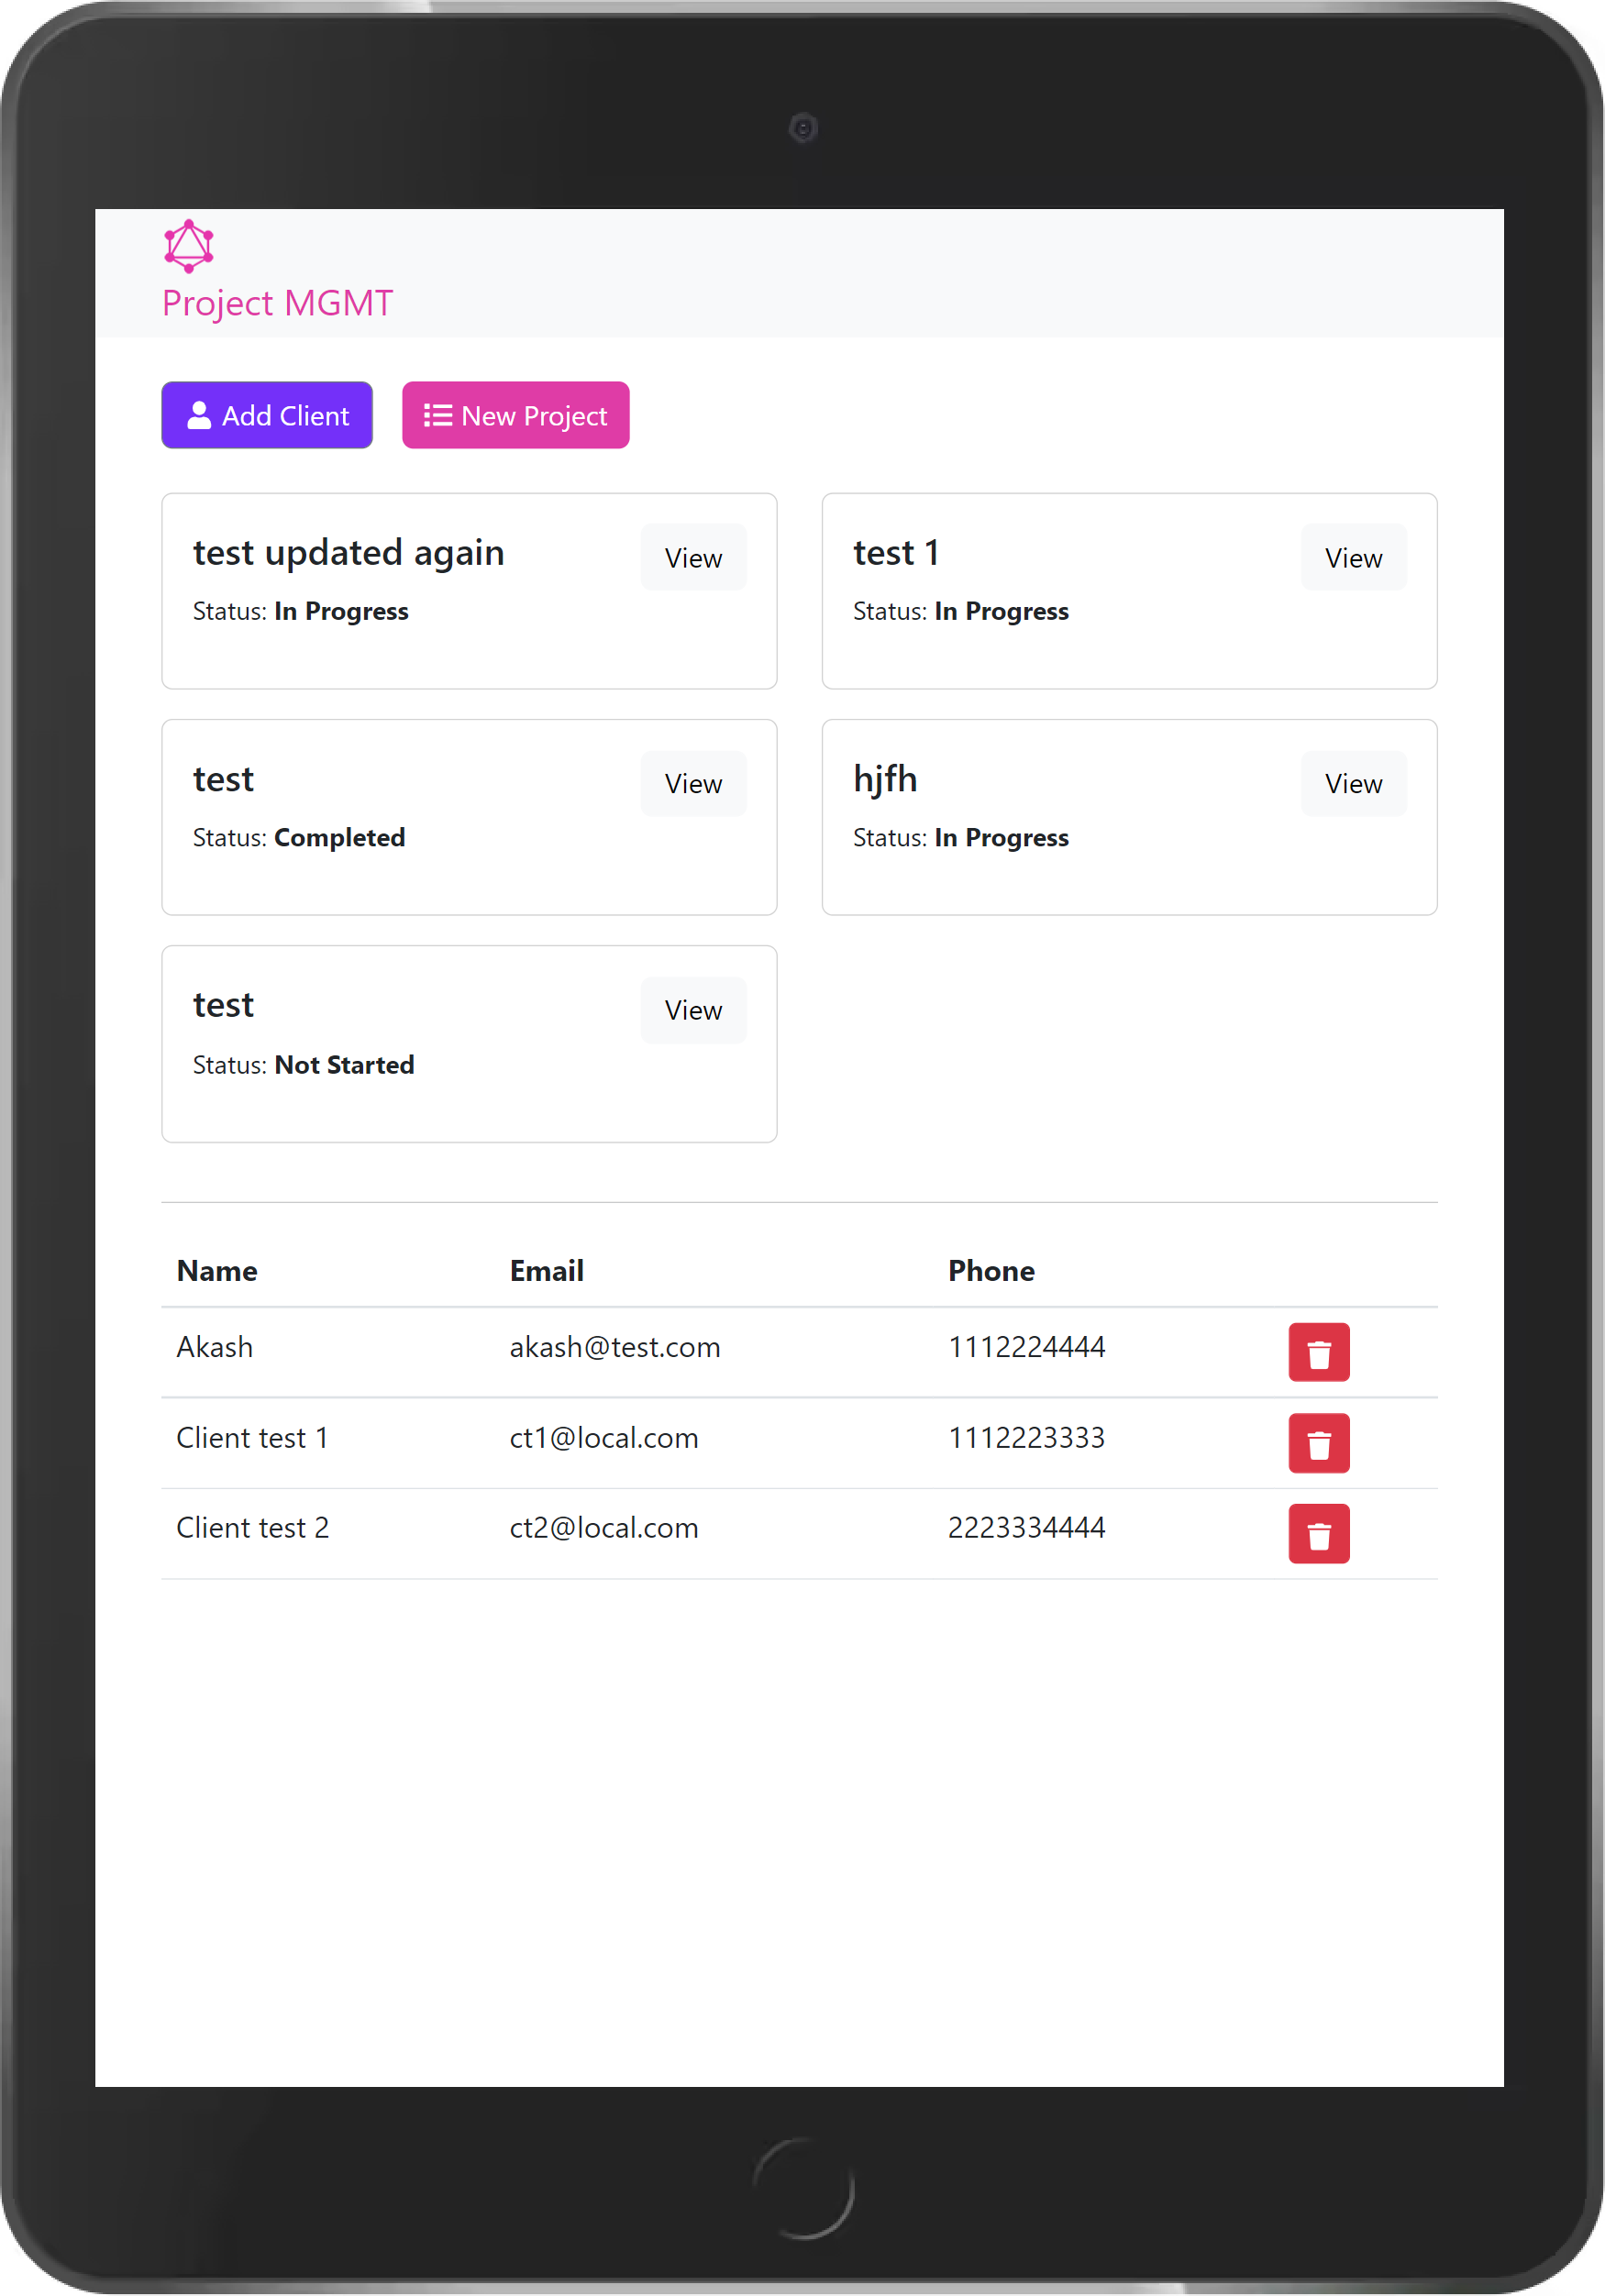 Project MGMT
Add Client New Project
test updated again View
Status: In Progress
test 1 View
Status: In Progress
test View
Status: Completed
hjfh View
Status: In Progress
test View
Status: Not Started
Name Email Phone
Akash akash@test.com 1112224444
Client test 1 ct1@local.com 1112223333
Client test 2 ct2@local.com 2223334444